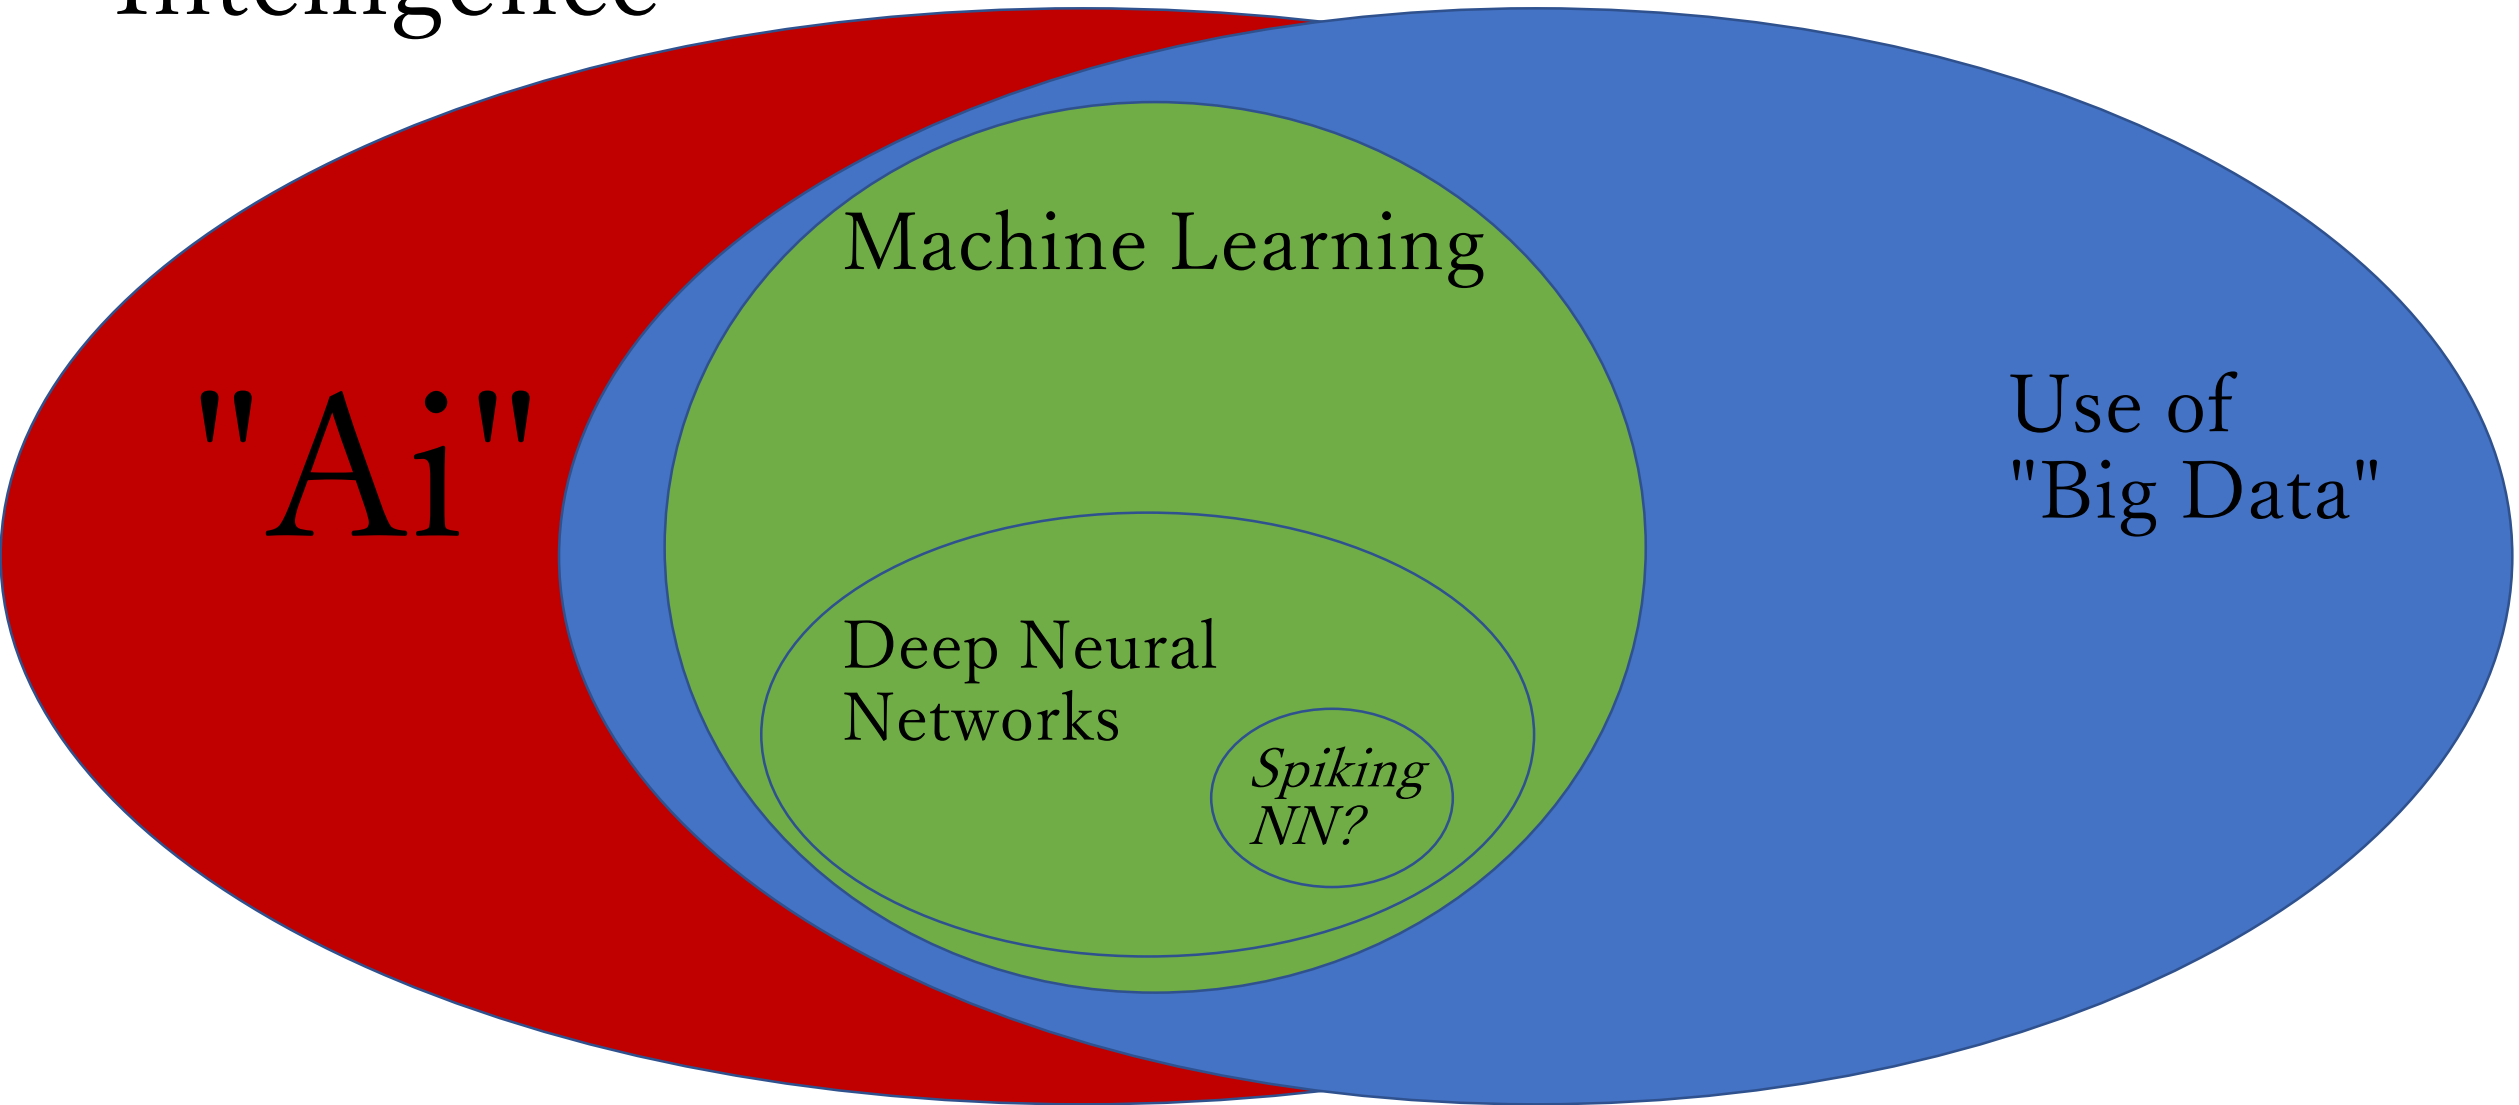 "Ai"
Machine Learning
Use of
"Big Data"
Deep Neural
Networks
Spiking
NN?